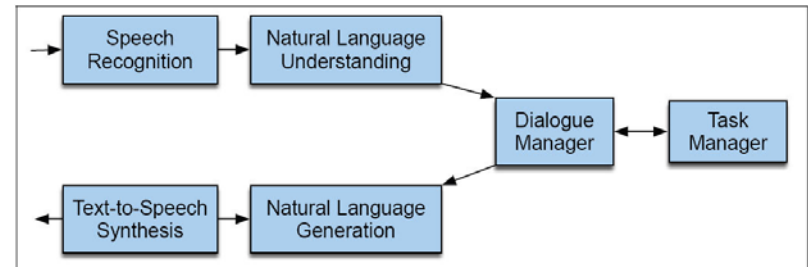 Speech
Recognition
Natural Language
Understanding
Dialogue
Manager
Task
Manager
Text-to-Speech
Synthesis
Natural Language
Generation